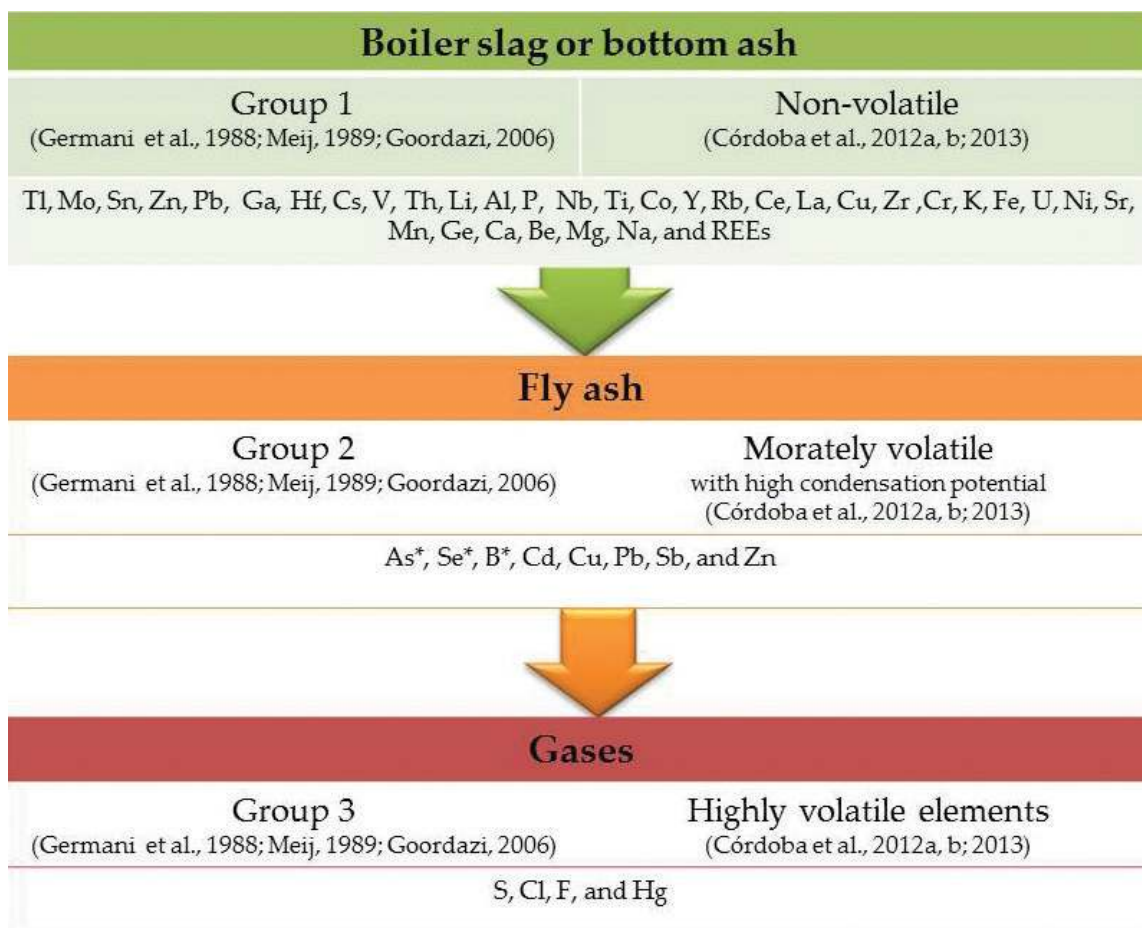 Boiler slag or bottom ash
Group 1
(Germani et al., 1988; Meij, 1989; Goordazi, 2006)
Non-volatile
(Córdoba et al., 2012a, b; 2013)
Tl, Mo, Sn, Zn, Pb, Ga, Hf, Cs, V, Th, Li, Al, P, Nb, Ti, Co, Y, Rb, Ce, La, Cu, Zr ,Cr, K, Fe, U, Ni, Sr,
Mn, Ge, Ca, Be, Mg, Na, and REEs
Fly ash
Group 2
(Germani et al., 1988; Meij, 1989; Goordazi, 2006)
Morately volatile
with high condensation potential
(Córdoba et al., 2012a, b; 2013)
As*, Se*, B*, Cd, Cu, Pb, Sb, and Zn
Gases
Group 3
(Germani et al., 1988; Meij, 1989; Goordazi, 2006)
Highly volatile elements
(Córdoba et al., 2012a, b; 2013)
S, Cl, F, and Hg